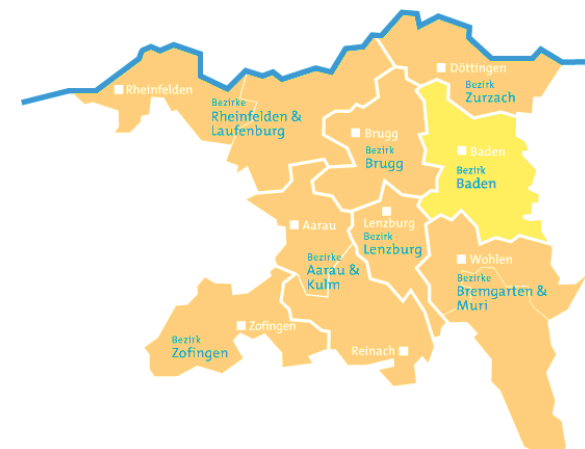 Döttingen
Bezirk
Zurzach
Rheinfelden
Bezirke
Rheinfelden &
Laufenburg
Brugg
Bezirk
Brugg
Baden
Bezirk
Baden
Aarau
Bezirke
Aarau &
Kulm
Lenzburg
Bezirk
Lenzburg
Wohlen
Bezirke
Bremgarten &
Muri
Zofingen
Bezirk
Zofingen
Reinach